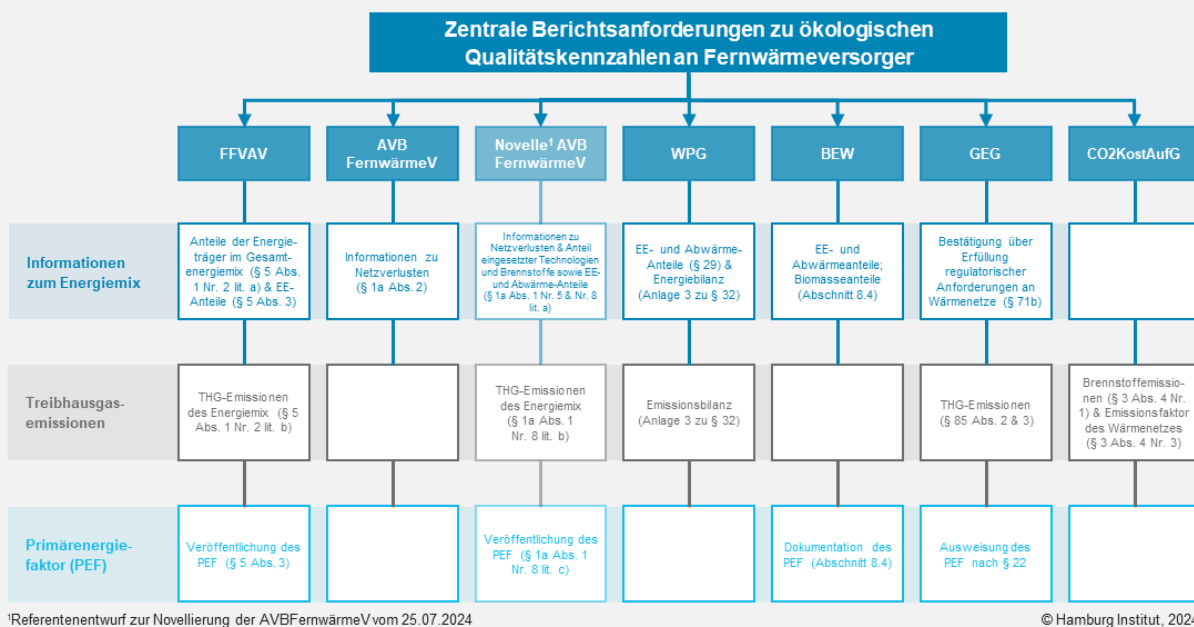 Zentrale Berichtsanforderungen zu ökologischen
Qualitätskennzahlen an Fernwärmeversorger
FFVAV
AVB
FernwärmeV
Novelle¹ AVB
FernwärmeV
WPG
BEW
GEG
CO2KostAufG
Informationen
zum Energiemix
Anteile der Energie-
träger im Gesamt-
energiemix (§ 5 Abs.
1 Nr. 2 lit. a) & EE-
Anteile (§ 5 Abs. 3)
Informationen zu
Netzverlusten
(§ 1a Abs. 2)
Informationen zu
Netzverlusten & Anteil
eingesetzter Technologien
und Brennstoffe sowie EE-
und Abwärme-Anteile
(§ 1a Abs. 1 Nr. 5 & Nr. 8
lit. a)
EE- und Abwärme-
Anteile (§ 29) &
Energiebilanz
(Anlage 3 zu § 32)
EE- und
Abwärmeanteile;
Biomasseanteile
(Abschnitt 8.4)
Bestätigung über
Erfüllung
regulatorischer
Anforderungen an
Wärmenetze (§ 71b)
Treibhausgas-
emissionen
THG-Emissionen
des Energiemix (§ 5
Abs. 1 Nr. 2 lit. b)
THG-Emissionen
des Energiemix
(§ 1a Abs. 1
Nr. 8 lit. b)
Emissionsbilanz
(Anlage 3 zu § 32)
THG-Emissionen
(§ 85 Abs. 2 & 3)
Brennstoffemissio-
nen (§ 3 Abs. 4 Nr.
1) & Emissionsfaktor
des Wärmenetzes
(§ 3 Abs. 4 Nr. 3)
Primärenergie-
faktor (PEF)
Veröffentlichung des
PEF (§ 5 Abs. 3)
Veröffentlichung des
PEF (§ 1a Abs. 1
Nr. 8 lit. c)
Dokumentation des
PEF (Abschnitt 8.4)
Ausweisung des
PEF nach § 22
¹Referentenentwurf zur Novellierung der AVBFernwärmeV vom 25.07.2024
© Hamburg Institut, 2024